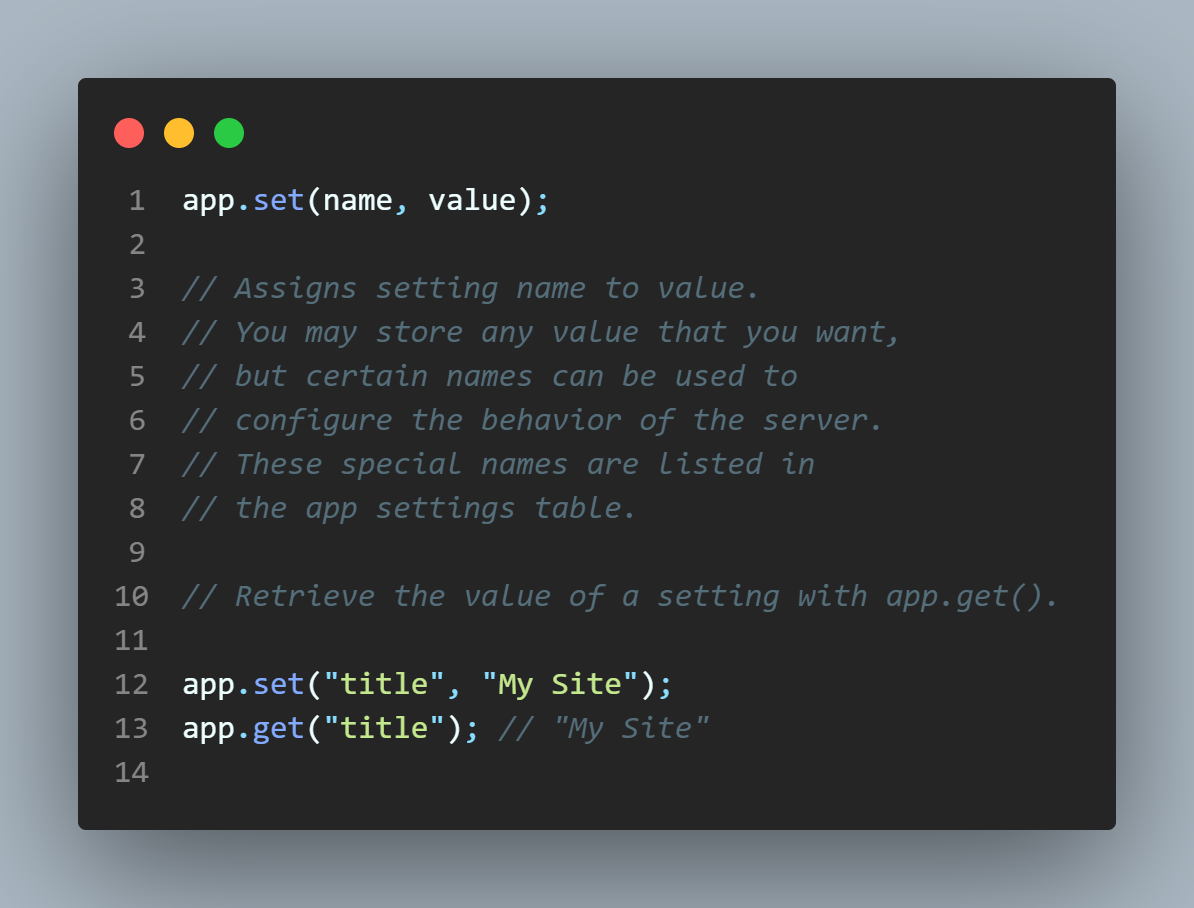 1 app.set(name, value);
2
3 // Assigns setting name to value.
4 // You may store any value that you want,
5 // but certain names can be used to
6 // configure the behavior of the server.
7 // These special names are listed in
8 // the app settings table.
9
10 // Retrieve the value of a setting with app.get().
11
12 app.set("title", "My Site");
13 app.get("title"); // "My Site"
14